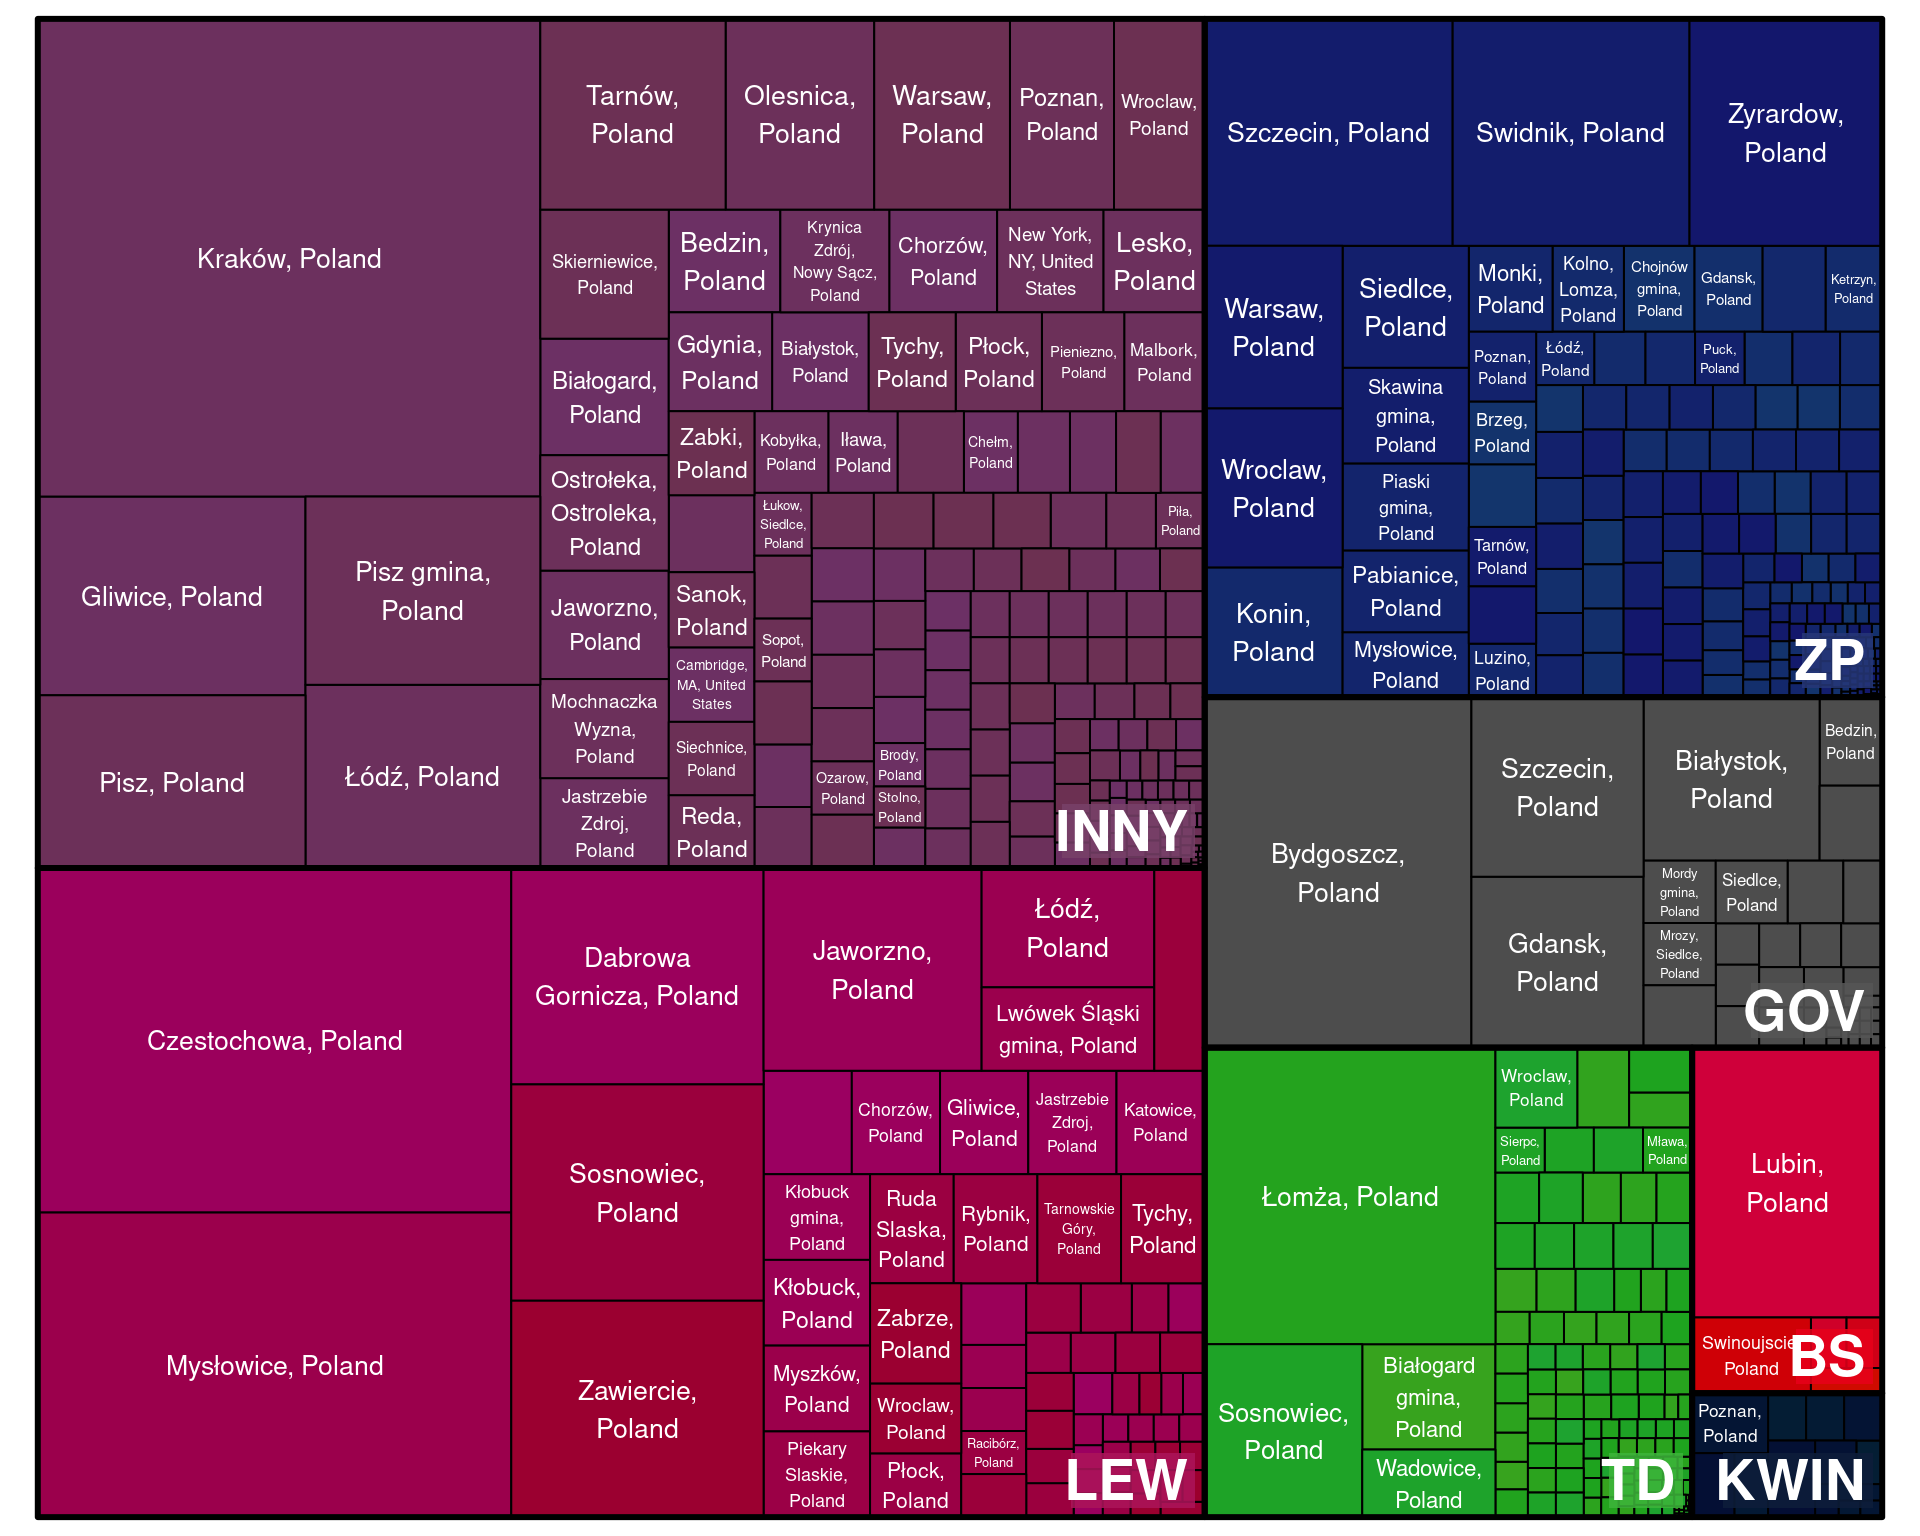 Kraków, Poland
Gliwice, Poland
Pisz gmina,
Poland
Pisz, Poland
Łódź, Poland
Tarnów,
Poland
Olesnica,
Poland
Warsaw,
Poland
Poznan,
Poland
Wroclaw,
Poland
Skierniewice,
Poland
Białogard,
Poland
Ostrołeka,
Ostroleka,
Poland
Jaworzno,
Poland
Mochnaczka
Wyzna,
Poland
Jastrzebie
Zdroj,
Poland
Bedzin,
Poland
Krynica
Zdrój,
Nowy Sącz,
Poland
Chorzów,
Poland
New York,
NY, United
States
Lesko,
Poland
Gdynia,
Poland
Białystok,
Poland
Tychy,
Poland
Płock,
Poland
Pieniezno,
Poland
Malbork,
Poland
Zabki,
Poland
Kobyłka,
Poland
Iława,
Poland
Chełm,
Poland
Łukow,
Siedlce,
Poland
Piła,
Poland
Sanok,
Poland
Sopot,
Poland
Cambridge,
MA, United
States
Siechnice,
Poland
Reda,
Poland
Ozarow,
Poland
Brody,
Poland
Stolno,
Poland
INNY
Szczecin, Poland
Swidnik, Poland
Zyrardow,
Poland
Warsaw,
Poland
Wroclaw,
Poland
Konin,
Poland
Siedlce,
Poland
Skawina
gmina,
Poland
Piaski
gmina,
Poland
Pabianice,
Poland
Mysłowice,
Poland
Monki,
Poland
Kolno,
Lomza,
Poland
Chojnów
gmina,
Poland
Gdansk,
Poland
Ketrzyn,
Poland
Poznan,
Poland
Łódź,
Poland
Puck,
Poland
Brzeg,
Poland
Tarnów,
Poland
Luzino,
Poland
ZP
Bydgoszcz,
Poland
Szczecin,
Poland
Gdansk,
Poland
Białystok,
Poland
Bedzin,
Poland
Mordy
gmina,
Poland
Siedlce,
Poland
Mrozy,
Siedlce,
Poland
GOV
Czestochowa, Poland
Mysłowice, Poland
Dabrowa
Gornicza, Poland
Sosnowiec,
Poland
Zawiercie,
Poland
Jaworzno,
Poland
Łódź,
Poland
Lwówek Śląski
gmina, Poland
Chorzów,
Poland
Gliwice,
Poland
Jastrzebie
Zdroj,
Poland
Katowice,
Poland
Kłobuck
gmina,
Poland
Ruda
Slaska,
Poland
Rybnik,
Poland
Tarnowskie
Góry,
Poland
Tychy,
Poland
Kłobuck,
Poland
Zabrze,
Poland
Myszków,
Poland
Wroclaw,
Poland
Piekary
Slaskie,
Poland
Płock,
Poland
Racibórz,
Poland
LEW
Łomża, Poland
Sosnowiec,
Poland
Białogard
gmina,
Poland
Wadowice,
Poland
Wroclaw,
Poland
Sierpc,
Poland
Mława,
Poland
TD
Lubin,
Poland
Swinoujscie
Poland
BS
Poznan,
Poland
KWIN